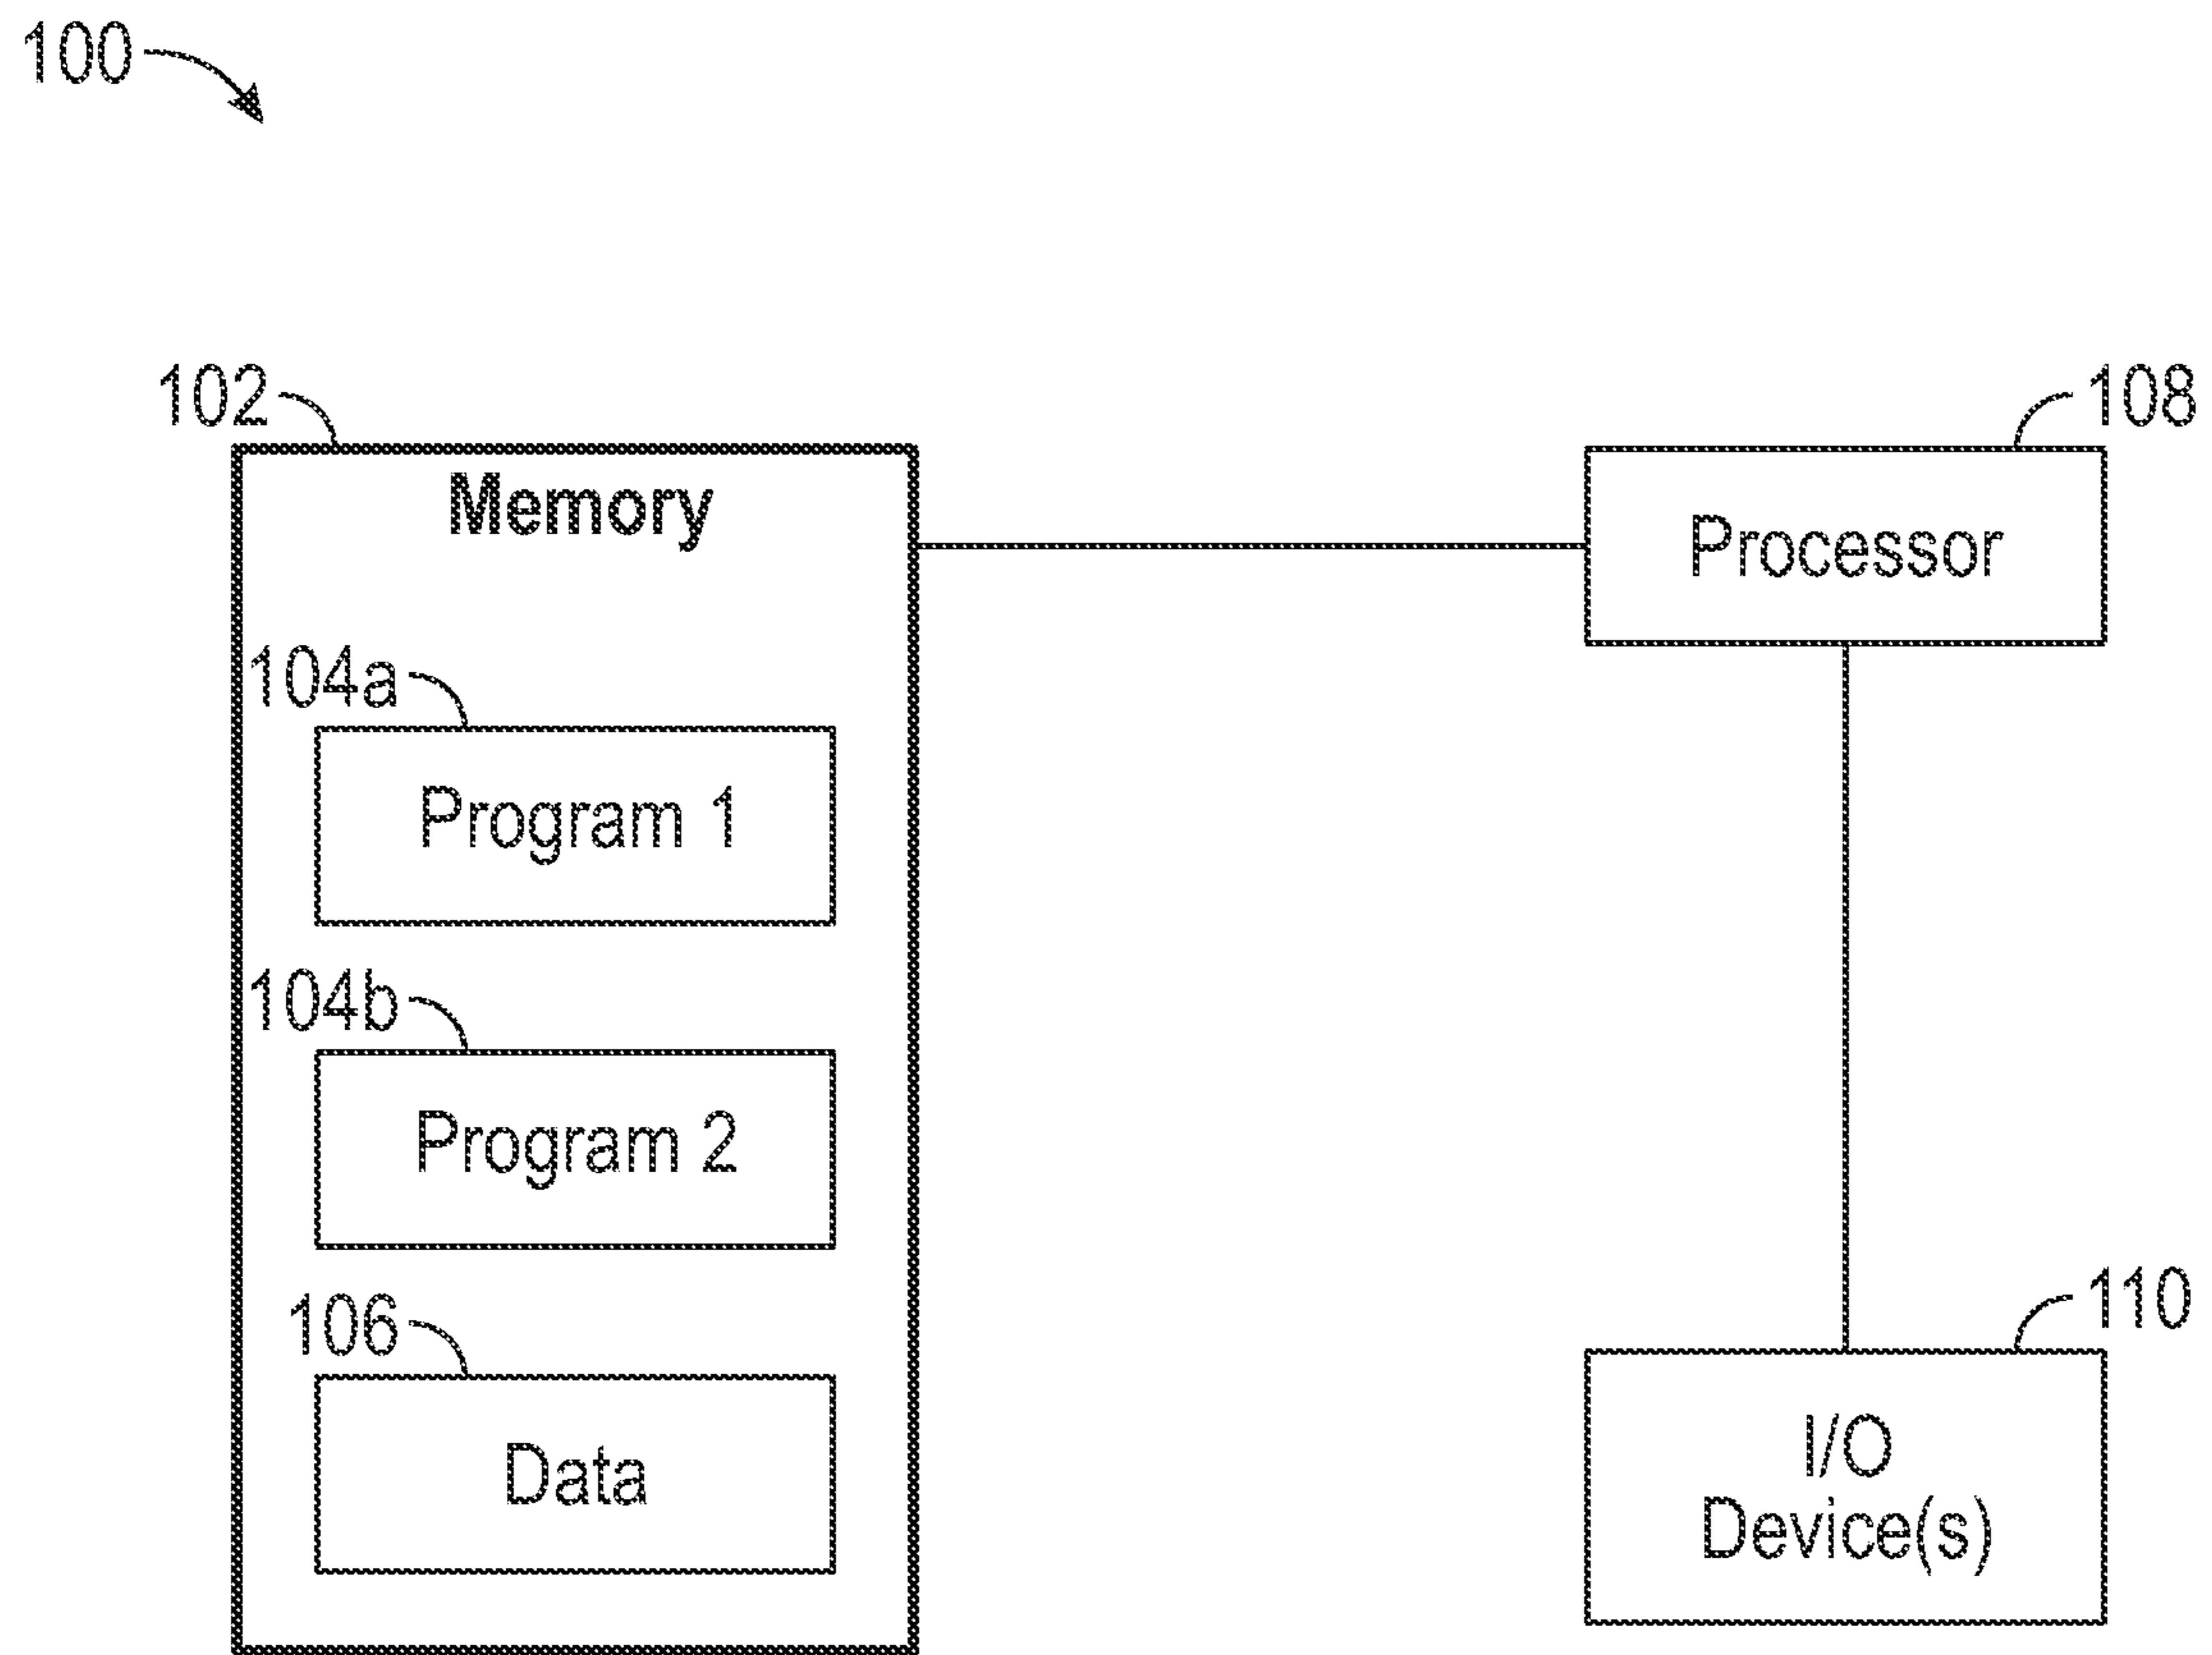 100
102
108
Memory
Processor
104a
Program 1
104b
Program 2
106
110
Data
I/O
Device(s)